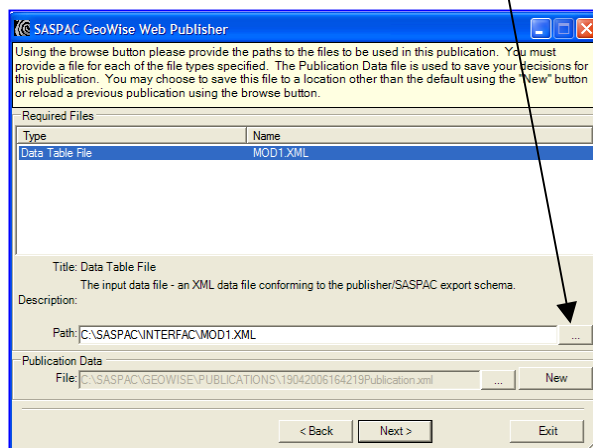 SASPAC GeoWise Web Publisher
Using the browse button please provide the paths to the files to be used in this publication. You must
provide a file for each of the file types specified. The Publication Data file is used to save your decisions for
this publication. You may choose to save this file to a location other than the default using the "New" button
or reload a previous publication using the browse button.
Required Files
Type Name
Data Table File MOD1.XML
Title: Data Table File
The input data file - an XML data file conforming to the publisher/SASPAC export schema.
Description:
Path: C:\SASPAC\INTERFAC\MOD1.XML ...
Publication Data
File: C:\SASPAC\GEOWISE\PUBLICATIONS\19042006164219Publication.xml ... New
< Back Next > Exit